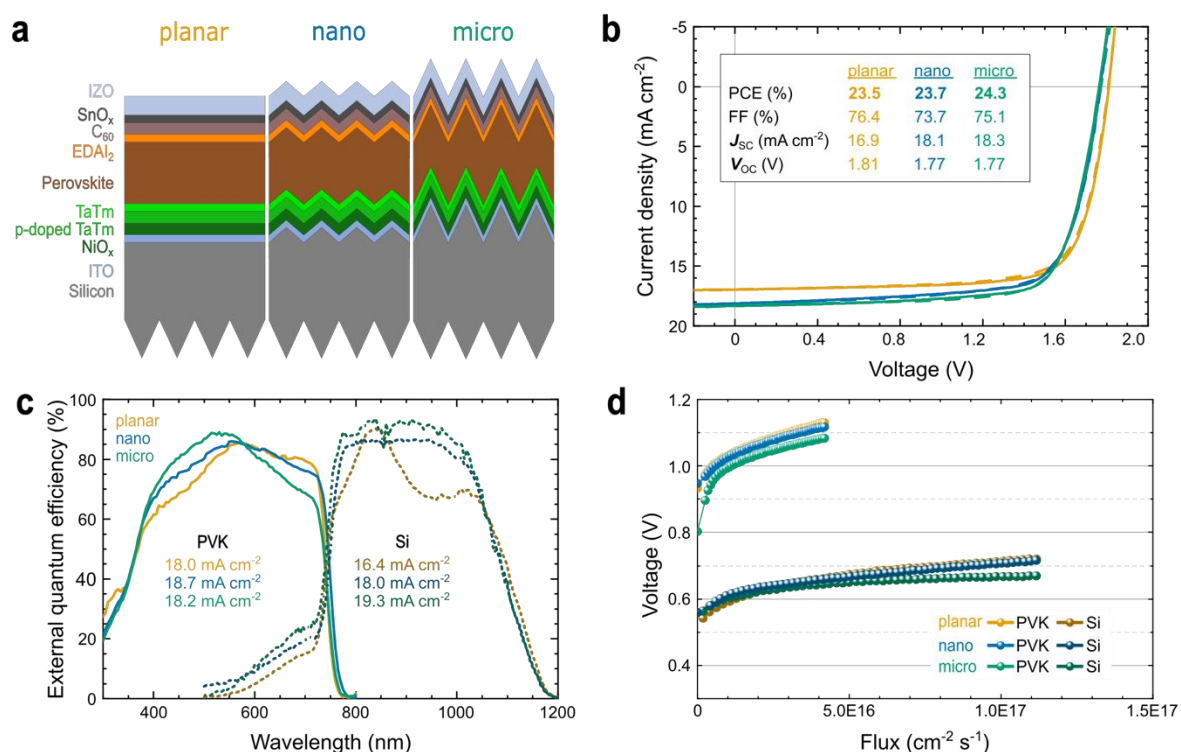 a
planar nano micro
IZO
SnOx
C60
EDAI2
Perovskite
TaTm
p-doped TaTm
NiOx
ITO
Silicon
b
-5
0
5
10
15
20
Current density (mA cm-2)
planar nano micro
PCE (%) 23.5 23.7 24.3
FF (%) 76.4 73.7 75.1
JSC (mA cm-2) 16.9 18.1 18.3
VOC (V) 1.81 1.77 1.77
0 0.4 0.8 1.2 1.6 2.0
Voltage (V)
c
100
80
60
40
20
0
External quantum efficiency (%)
planar
nano
micro
PVK Si
18.0 mA cm-2 16.4 mA cm-2
18.7 mA cm-2 18.0 mA cm-2
18.2 mA cm-2 19.3 mA cm-2
400 600 800 1000 1200
Wavelength (nm)
d
1.2
1.0
0.8
0.6
0.4
Voltage (V)
planar PVK Si
nano PVK Si
micro PVK Si
0 5.0E16 1.0E17 1.5E17
Flux (cm-2 s-1)